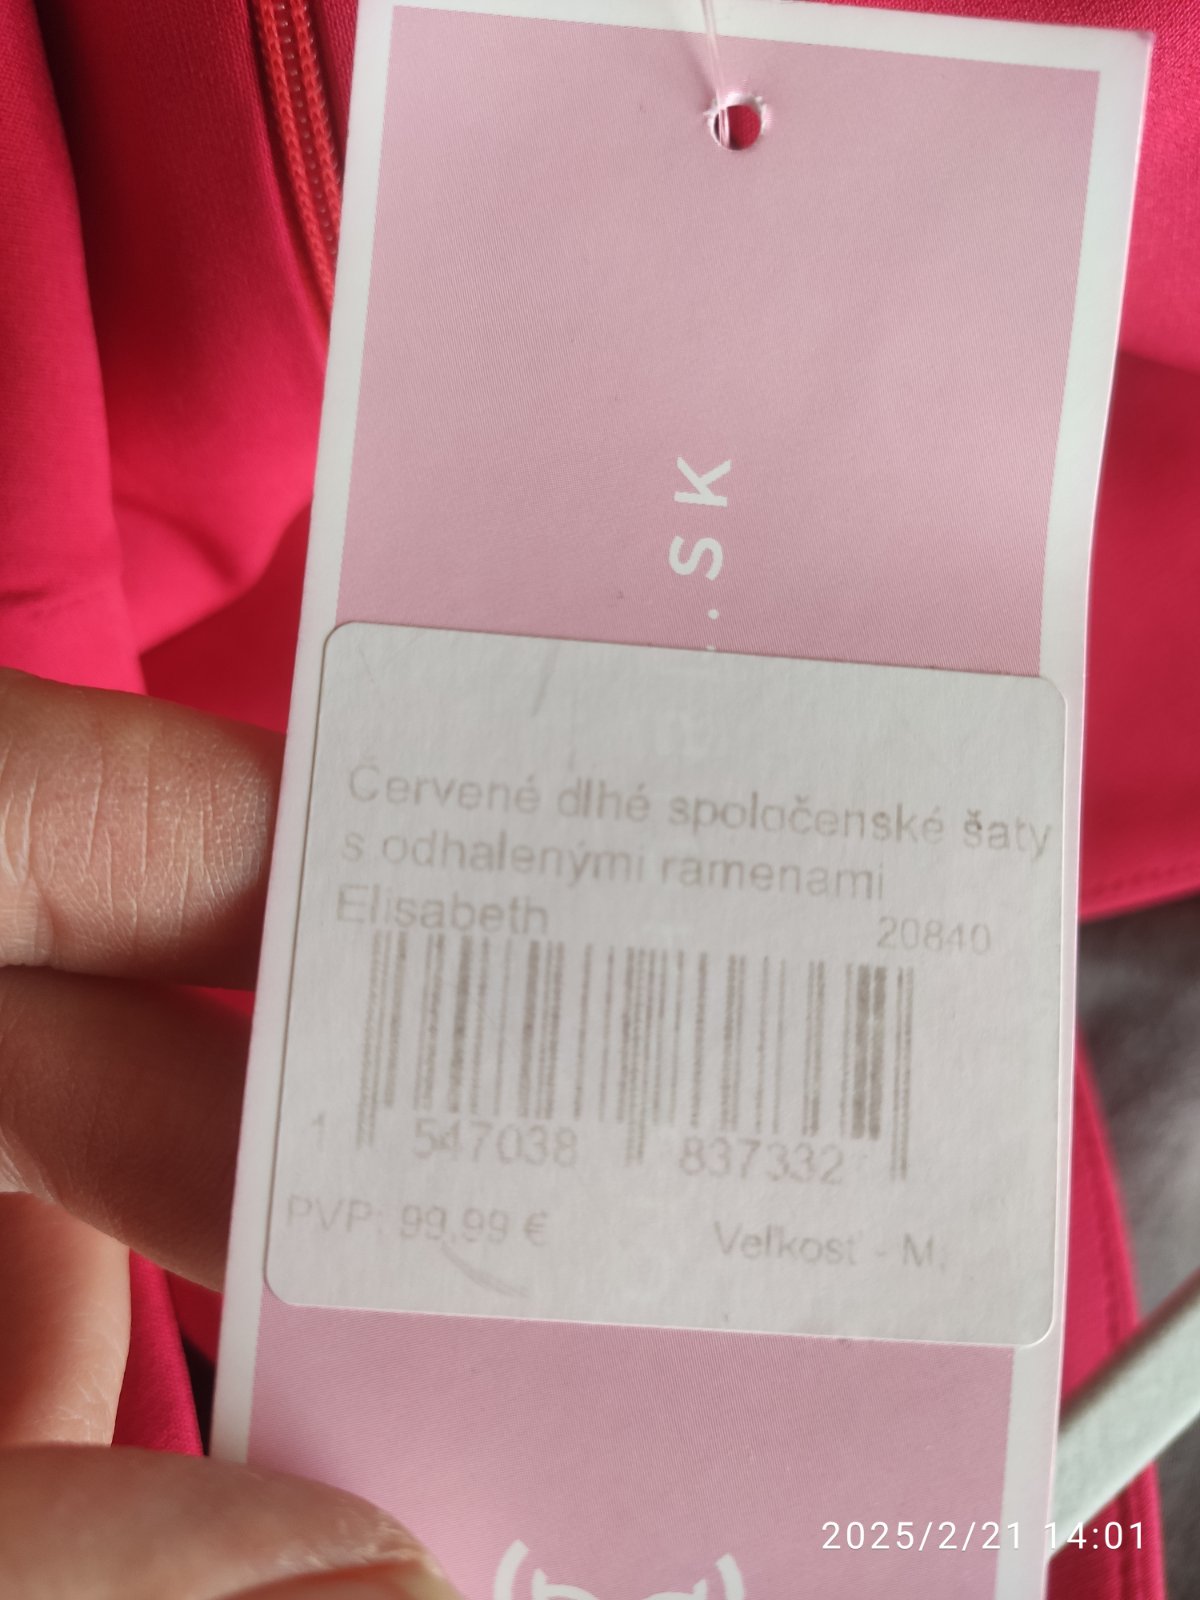 .SK
Červené dlhé spoločenské šaty
s odhalenými ramenami
Elisabeth
20840
1 547038 837332
PVP: 99,99 €
Veľkosť - M,
2025/2/21 14:01